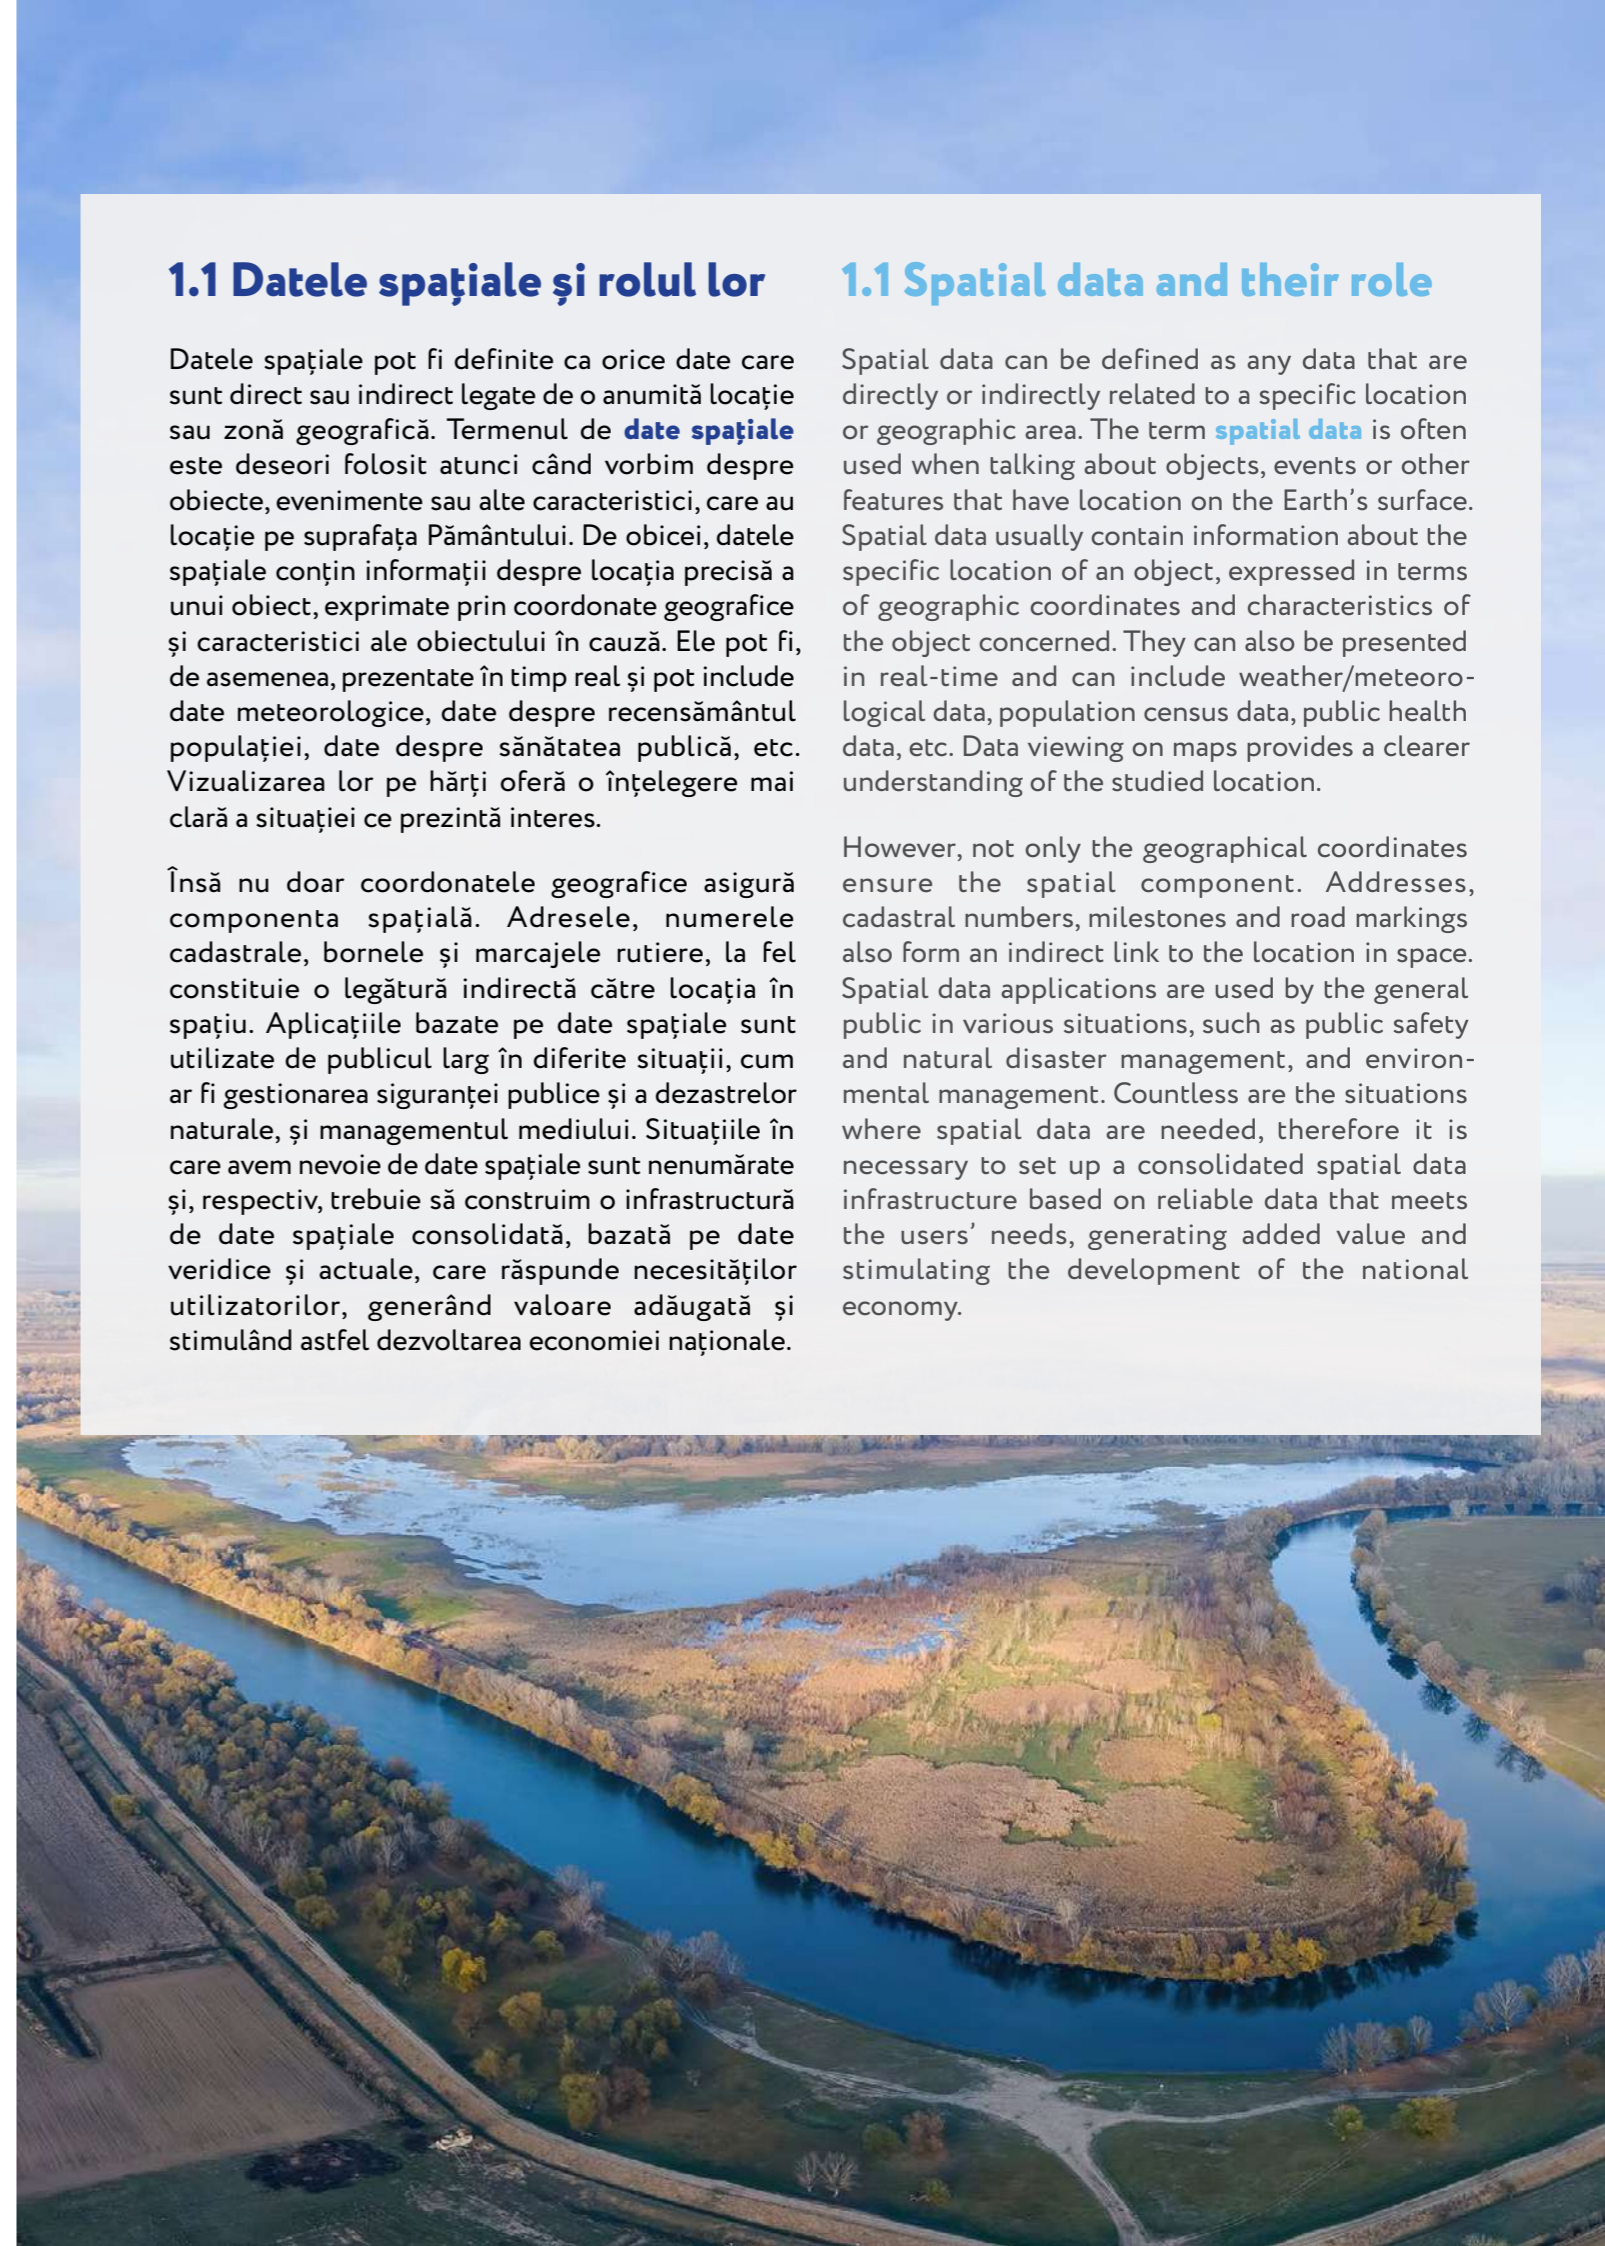 1.1 Datele spațiale și rolul lor
Datele spațiale pot fi definite ca orice date care
sunt direct sau indirect legate de o anumită locație
sau zonă geografică. Termenul de date spațiale
este deseori folosit atunci când vorbim despre
obiecte, evenimente sau alte caracteristici, care au
locație pe suprafața Pământului. De obicei, datele
spațiale conțin informații despre locația precisă a
unui obiect, exprimate prin coordonate geografice
și caracteristici ale obiectului în cauză. Ele pot fi,
de asemenea, prezentate în timp real și pot include
date meteorologice, date despre recensământul
populației, date despre sănătatea publică, etc.
Vizualizarea lor pe hărți oferă o înțelegere mai
clară a situației ce prezintă interes.
Însă nu doar coordonatele geografice asigură
componenta spațială. Adresele, numerele
cadastrale, bornele și marcajele rutiere, la fel
constituie o legătură indirectă către locația în
spațiu. Aplicațiile bazate pe date spațiale sunt
utilizate de publicul larg în diferite situații, cum
ar fi gestionarea siguranței publice și a dezastrelor
naturale, și managementul mediului. Situațiile în
care avem nevoie de date spațiale sunt nenumărate
și, respectiv, trebuie să construim o infrastructură
de date spațiale consolidată, bazată pe date
veridice și actuale, care răspunde necesităților
utilizatorilor, generând valoare adăugată și
stimulând astfel dezvoltarea economiei naționale.
1.1 Spatial data and their role
Spatial data can be defined as any data that are
directly or indirectly related to a specific location
or geographic area. The term spatial data is often
used when talking about objects, events or other
features that have location on the Earth's surface.
Spatial data usually contain information about the
specific location of an object, expressed in terms
of geographic coordinates and characteristics of
the object concerned. They can also be presented
in real-time and can include weather/meteoro-
logical data, population census data, public health
data, etc. Data viewing on maps provides a clearer
understanding of the studied location.
However, not only the geographical coordinates
ensure the spatial component. Addresses,
cadastral numbers, milestones and road markings
also form an indirect link to the location in space.
Spatial data applications are used by the general
public in various situations, such as public safety
and natural disaster management, and environ-
mental management. Countless are the situations
where spatial data are needed, therefore it is
necessary to set up a consolidated spatial data
infrastructure based on reliable data that meets
the users' needs, generating added value and
stimulating the development of the national
economy.